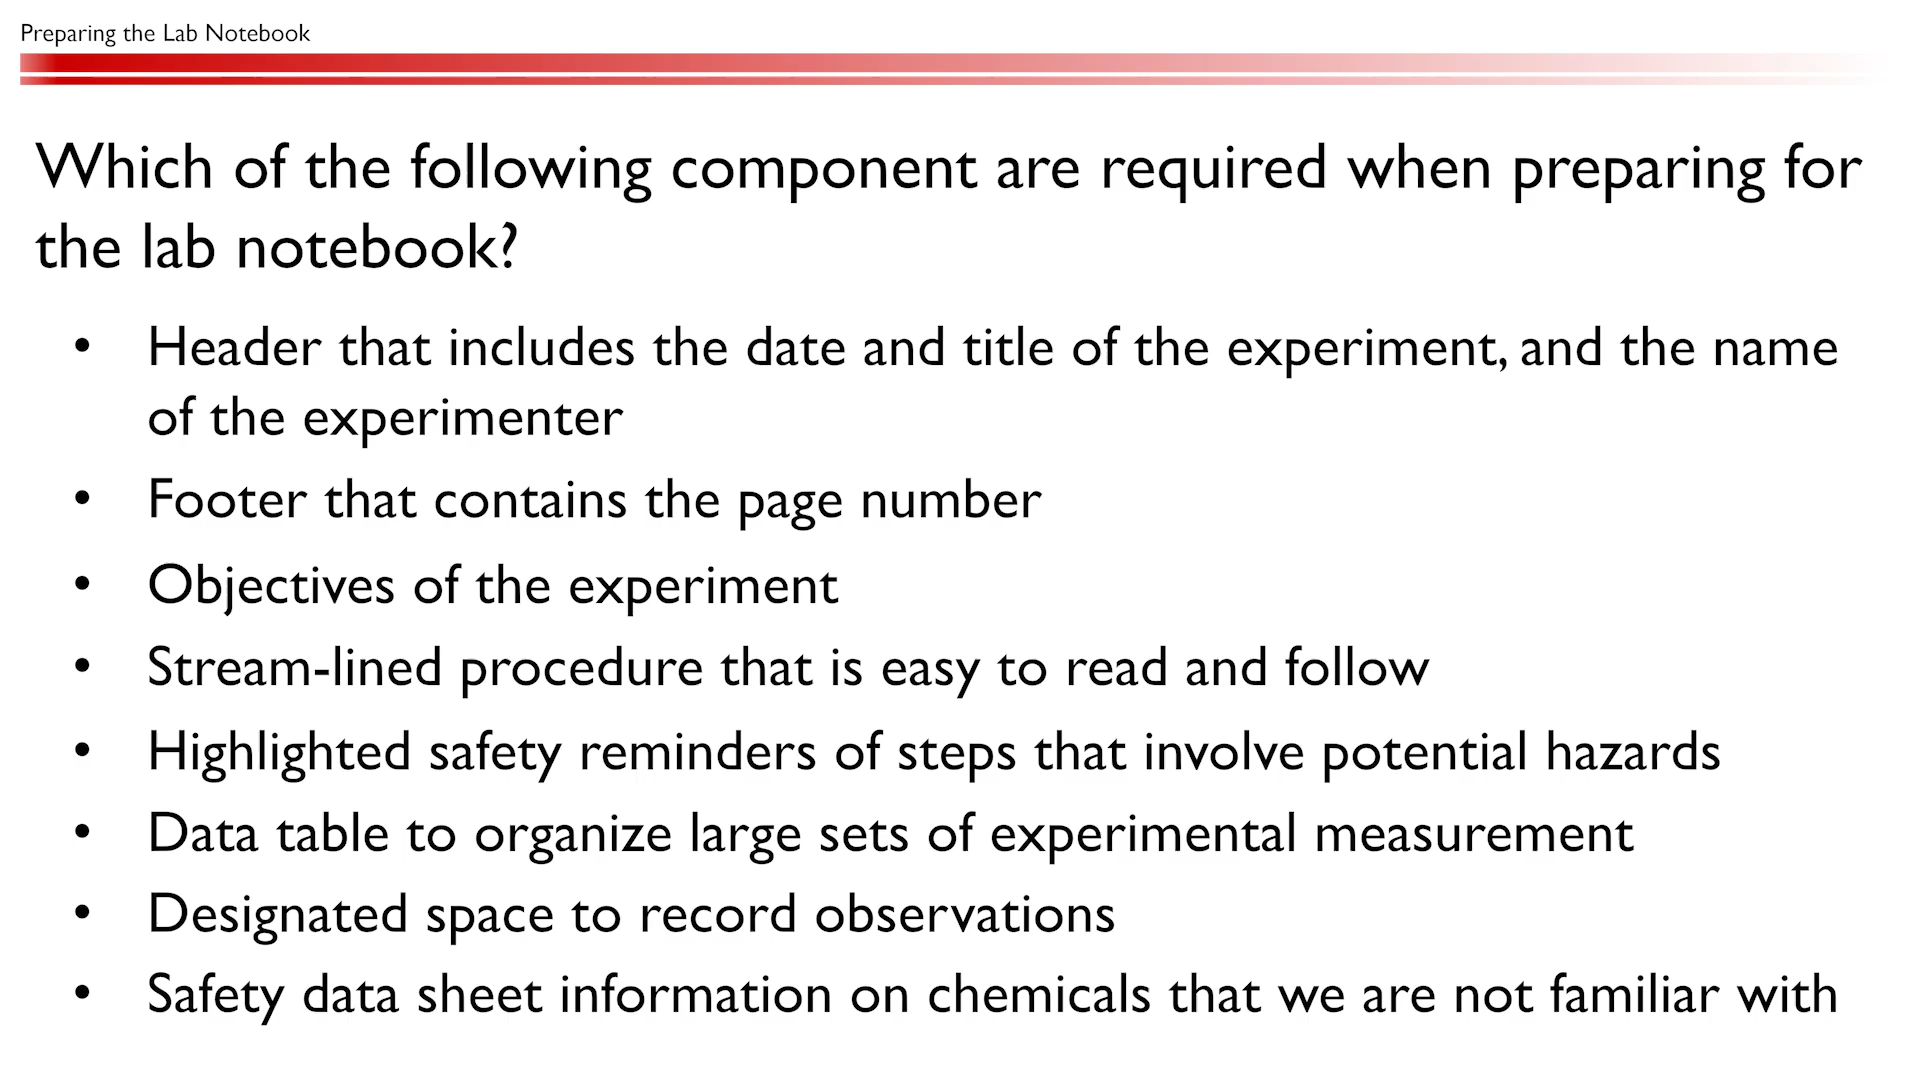 Preparing the Lab Notebook
Which of the following component are required when preparing for
the lab notebook?
• Header that includes the date and title of the experiment, and the name
of the experimenter
• Footer that contains the page number
• Objectives of the experiment
• Stream-lined procedure that is easy to read and follow
• Highlighted safety reminders of steps that involve potential hazards
• Data table to organize large sets of experimental measurement
• Designated space to record observations
• Safety data sheet information on chemicals that we are not familiar with